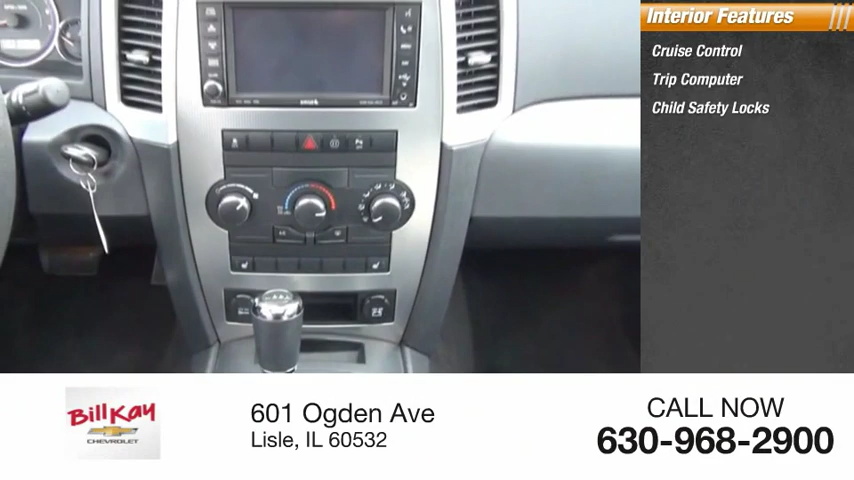 Interior Features
Cruise Control
Trip Computer
Child Safety Locks
Bill Kay
CHEVROLET
601 Ogden Ave
Lisle, IL 60532
CALL NOW
630-968-2900